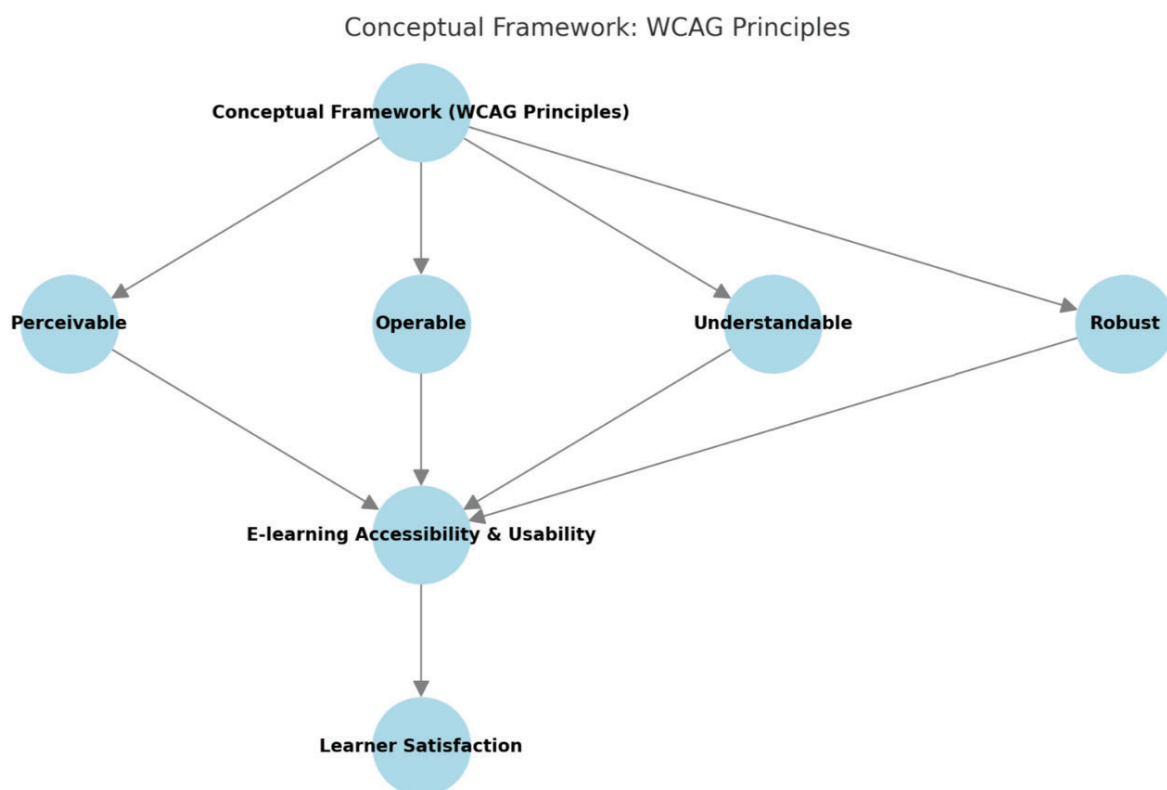 Conceptual Framework: WCAG Principles
Conceptual Framework (WCAG Principles)
Perceivable
Operable
Understandable
Robust
E-learning Accessibility & Usability
Learner Satisfaction